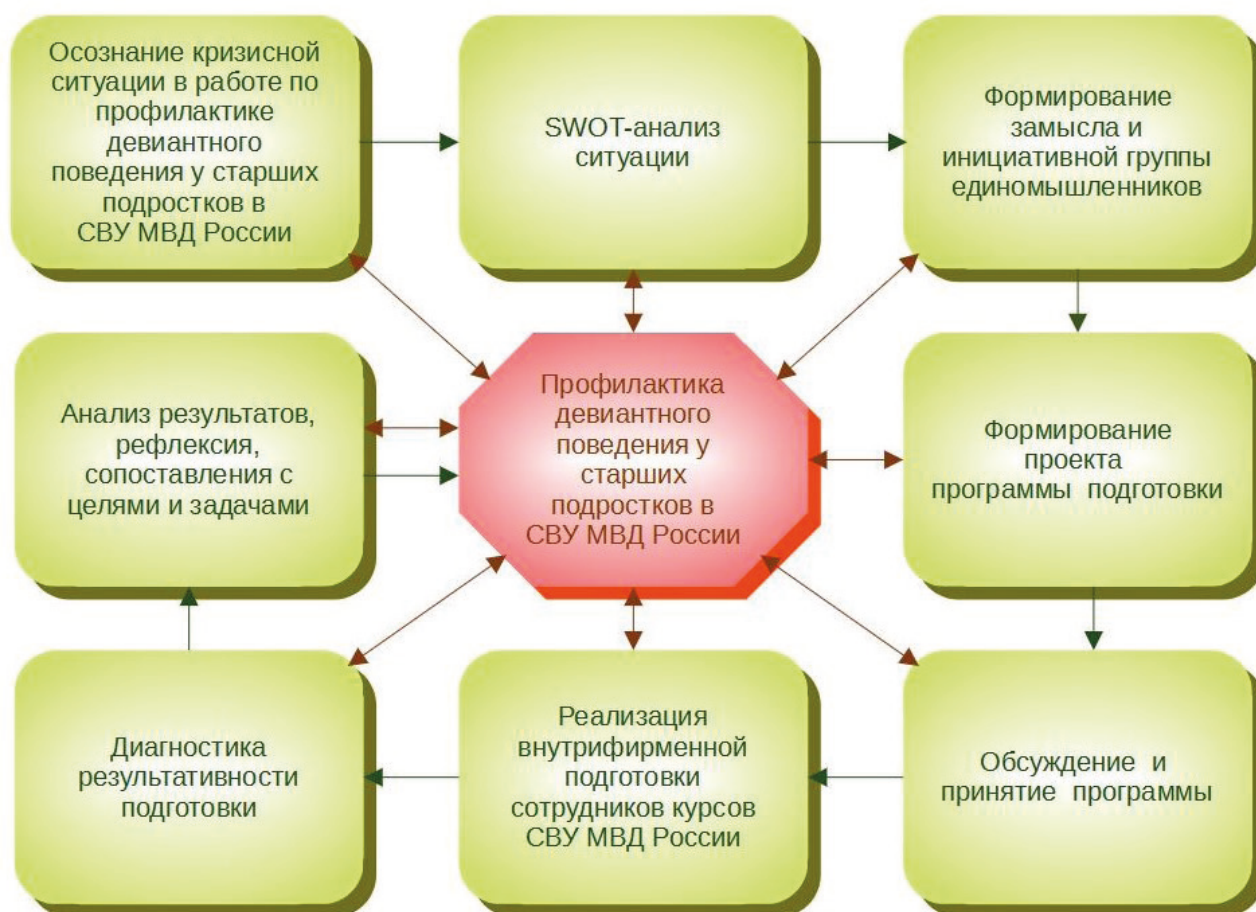 Осознание кризисной
ситуации в работе по
профилактике
девиантного
поведения у старших
подростков в
СВУ МВД России
SWOT-анализ
ситуации
Формирование
замысла и
инициативной группы
единомышленников
Анализ результатов,
рефлексия,
сопоставления с
целями и задачами
Профилактика
девиантного
поведения у
старших
подростков в
СВУ МВД России
Формирование
проекта
программы подготовки
Диагностика
результативности
подготовки
Реализация
внутрифирменной
подготовки
сотрудников курсов
СВУ МВД России
Обсуждение и
принятие программы